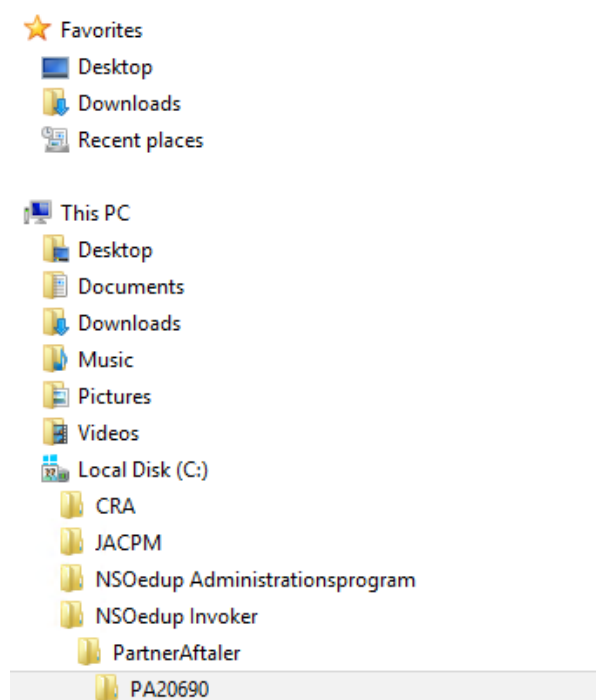 Favorites
Desktop
Downloads
Recent places
This PC
Desktop
Documents
Downloads
Music
Pictures
Videos
Local Disk (C:)
CRA
JACPM
NSOedup Administrationsprogram
NSOedup Invoker
PartnerAftaler
PA20690